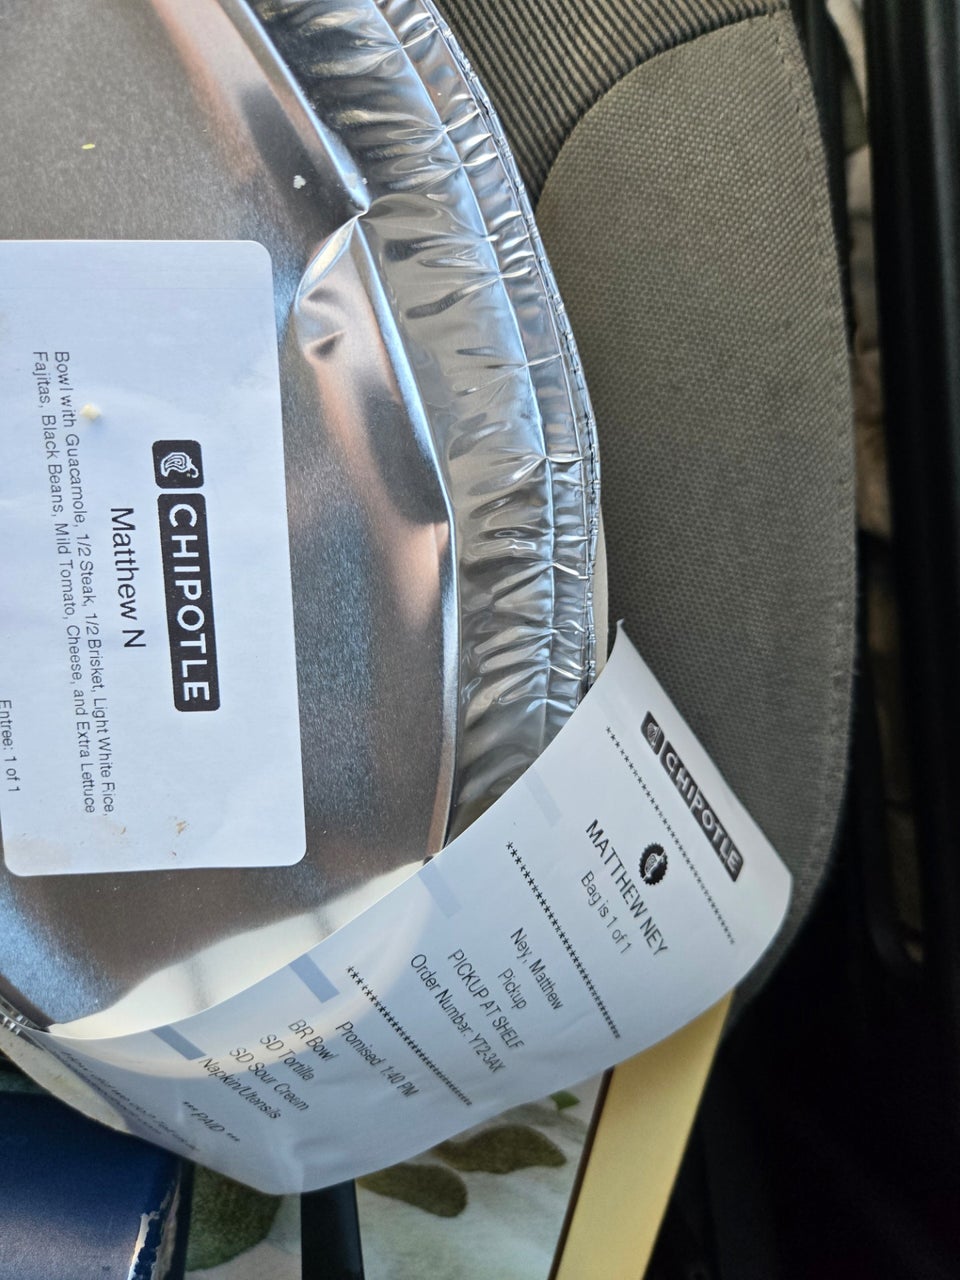 CHIPOTLE
Matthew N
Bowl with Guacamole, 1/2 Steak, 1/2 Brisket, Light White Rice,
Fajitas, Black Beans, Mild Tomato, Cheese, and Extra Lettuce
Entree: 1 of 1
CHIPOTLE
MATTHEW NEY
Bag is 1 of 1
Ney, Matthew
Pickup
PICKUP AT SHELF
Order Number: YT2-3AX
Promised 1:40 PM
BR Bowl
SD Tortilla
SD Sour Cream
Napkin/Utensils
*** PAID ***